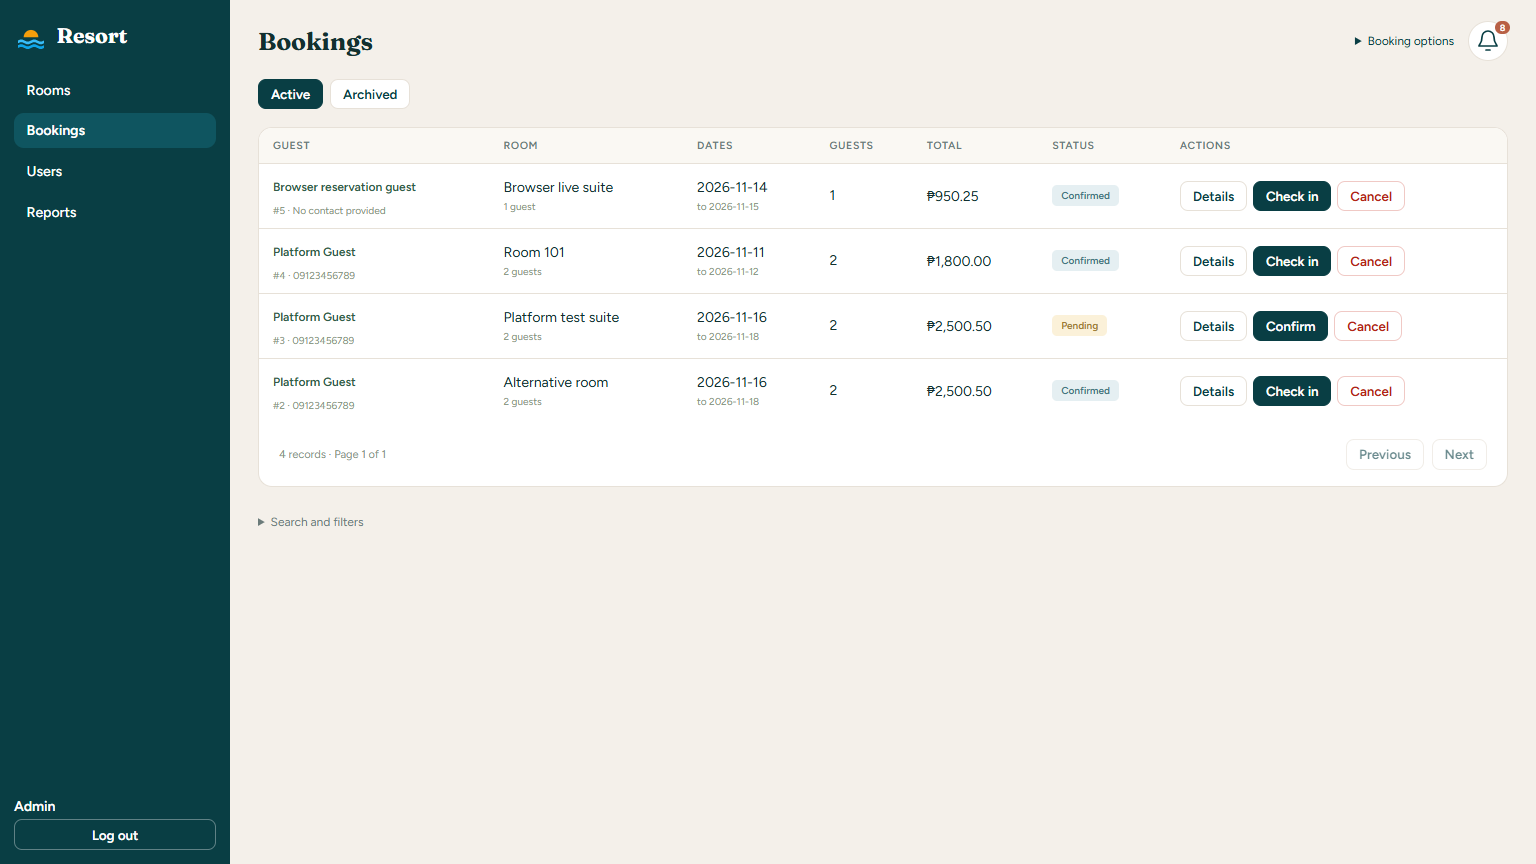 Resort
Rooms
Bookings
Users
Reports
Admin
Log out
Bookings
Booking options
8
Active
Archived
GUEST ROOM DATES GUESTS TOTAL STATUS ACTIONS
Browser reservation guest Browser live suite 2026-11-14 1 ₱950.25 Confirmed Details Check in Cancel
#5 · No contact provided 1 guest to 2026-11-15
Platform Guest Room 101 2026-11-11 2 ₱1,800.00 Confirmed Details Check in Cancel
#4 · 09123456789 2 guests to 2026-11-12
Platform Guest Platform test suite 2026-11-16 2 ₱2,500.50 Pending Details Confirm Cancel
#3 · 09123456789 2 guests to 2026-11-18
Platform Guest Alternative room 2026-11-16 2 ₱2,500.50 Confirmed Details Check in Cancel
#2 · 09123456789 2 guests to 2026-11-18
4 records · Page 1 of 1 Previous Next
Search and filters